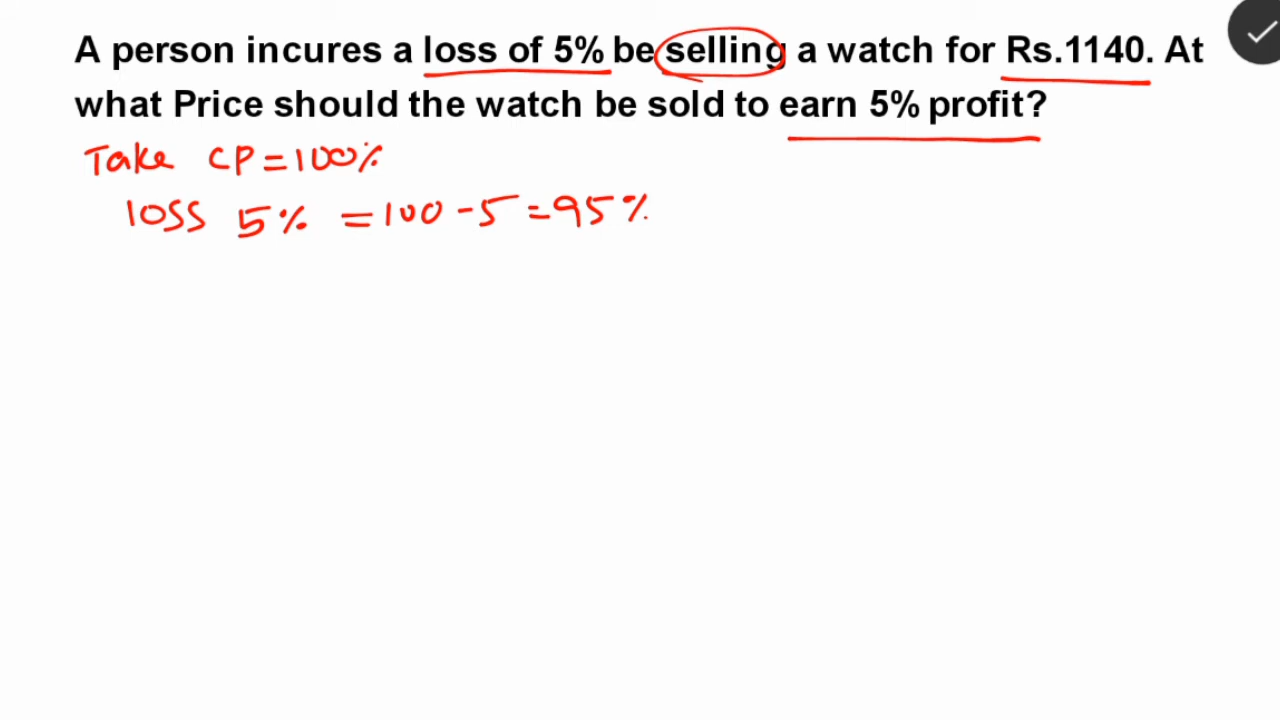 A person incures a loss of 5% be selling a watch for Rs.1140. At
what Price should the watch be sold to earn 5% profit?
Take CP=100%
loss 5% =100-5=95%